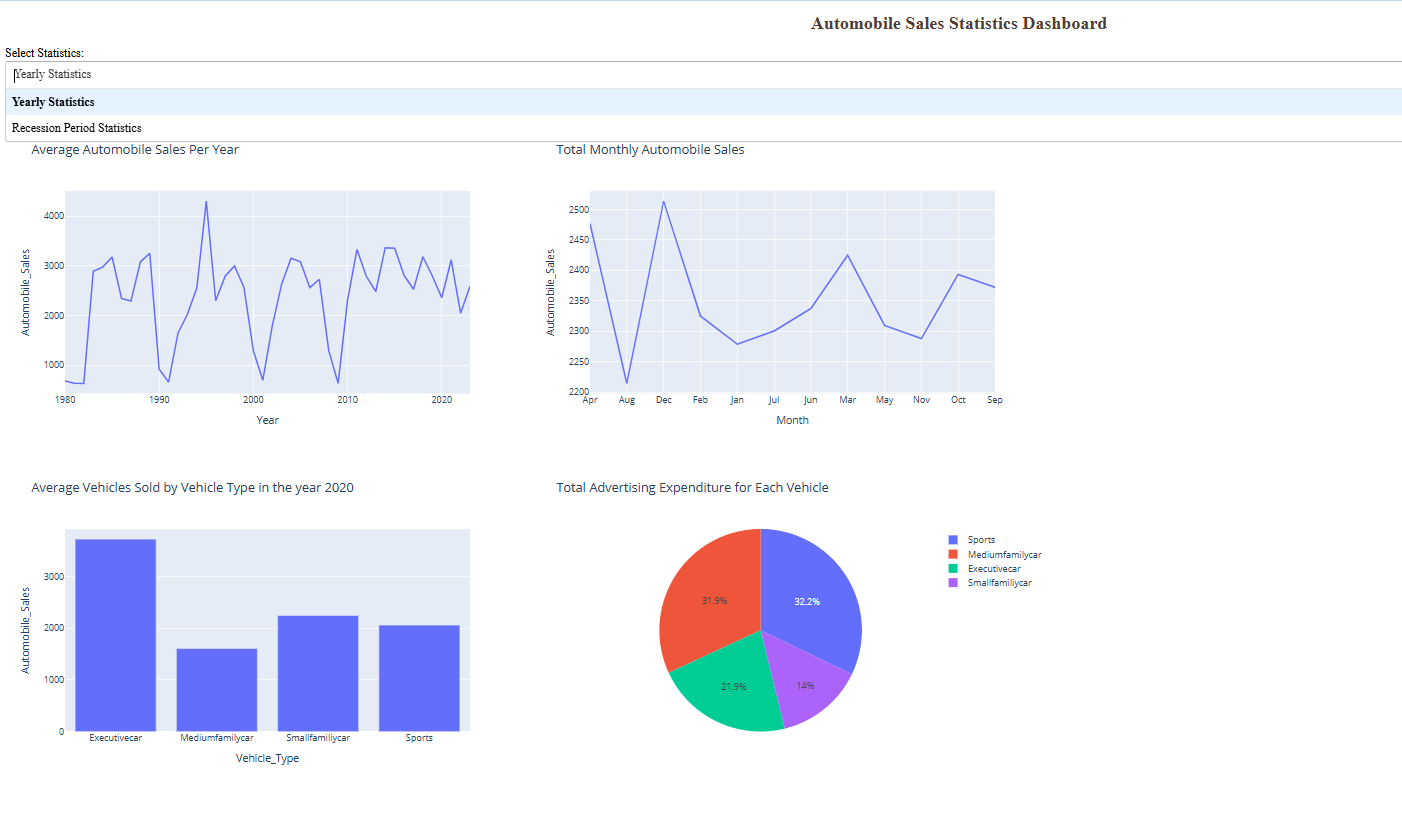 Automobile Sales Statistics Dashboard
Select Statistics:
Yearly Statistics
Yearly Statistics
Recession Period Statistics
Average Automobile Sales Per Year
Automobile_Sales
4000
3000
2000
1000
1980 1990 2000 2010 2020
Year
Total Monthly Automobile Sales
Automobile_Sales
2500
2450
2400
2350
2300
2250
2200
Apr Aug Dec Feb Jan Jul Jun Mar May Nov Oct Sep
Month
Average Vehicles Sold by Vehicle Type in the year 2020
Automobile_Sales
3000
2000
1000
0
Executivecar Mediumfamilycar Smallfamiliycar Sports
Vehicle_Type
Total Advertising Expenditure for Each Vehicle
31.9%
32.2%
21.9%
14%
Sports
Mediumfamilycar
Executivecar
Smallfamiliycar